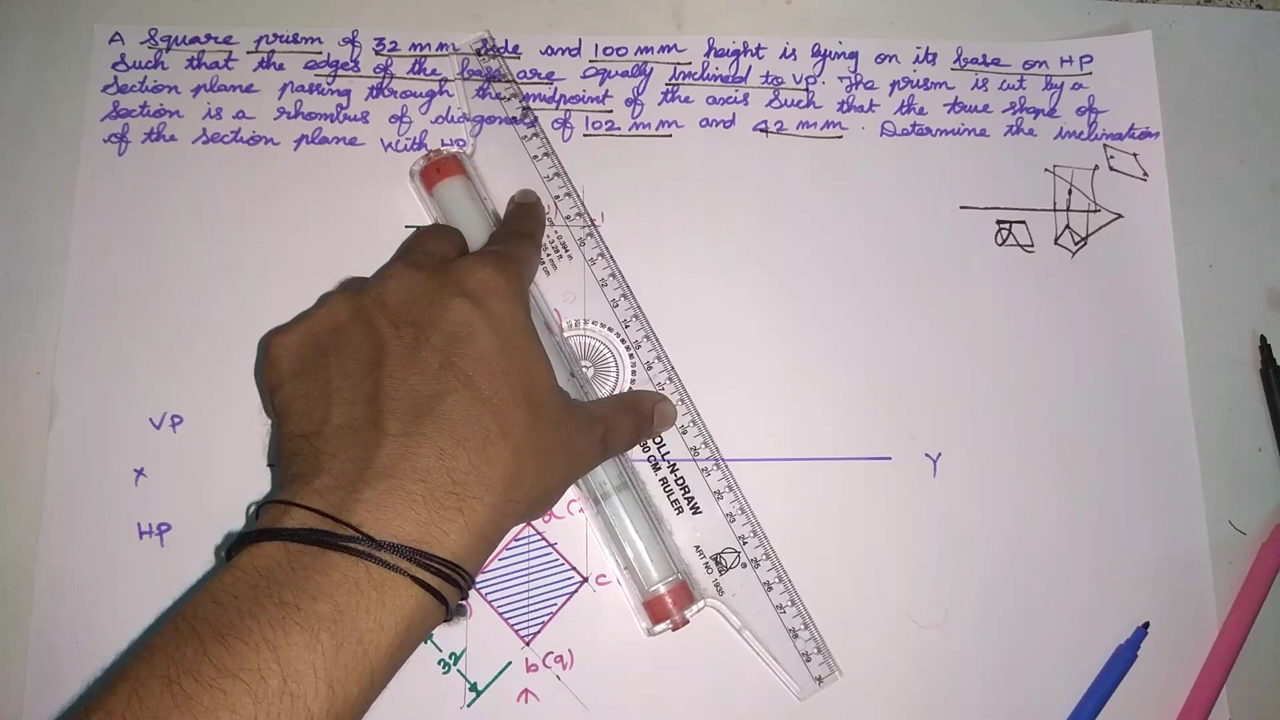 A Square prism of 32 mm side and 100 mm height is lying on its base on HP
Such that the edges of the base are equally inclined to VP. The prism is cut by a
Section plane passing through the midpoint of the axis Such that the true shape of
Section is a rhombus of diagonals of 102 mm and 42 mm. Determine the inclination
of the section plane With HP
VP
X
Y
HP
c
32
b(q)
ROLL-N-DRAW
30 CM. RULER
ART NO 1935